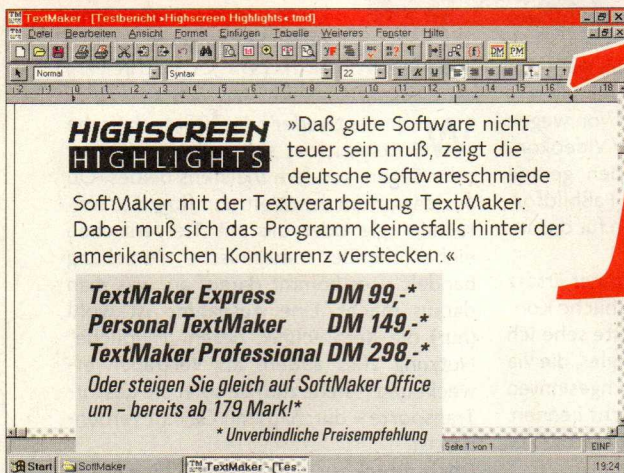 TextMaker - [Testbericht »Highscreen Highlights«.tmd]
Datei Bearbeiten Ansicht Format Einfügen Tabelle Weiteres Fenster Hilfe
Normal Syntax 22 F K U
HIGHSCREEN
HIGHLIGHTS
»Daß gute Software nicht
teuer sein muß, zeigt die
deutsche Softwareschmiede
SoftMaker mit der Textverarbeitung TextMaker.
Dabei muß sich das Programm keinesfalls hinter der
amerikanischen Konkurrenz verstecken.«
TextMaker Express DM 99,-*
Personal TextMaker DM 149,-*
TextMaker Professional DM 298,-*
Oder steigen Sie gleich auf SoftMaker Office
um – bereits ab 179 Mark!*
* Unverbindliche Preisempfehlung
Seite 1 von 1 EINF
Start SoftMaker TextMaker - [Tes... 19:24